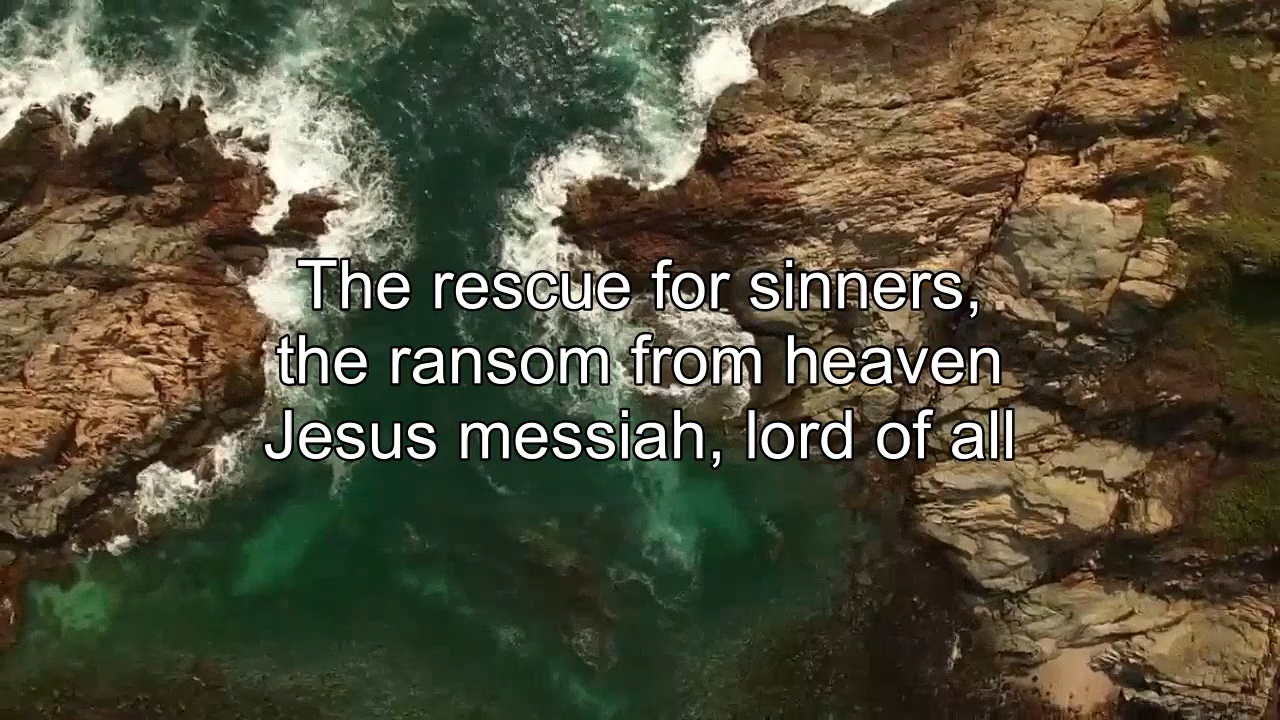 The rescue for sinners,
the ransom from heaven
Jesus messiah, lord of all